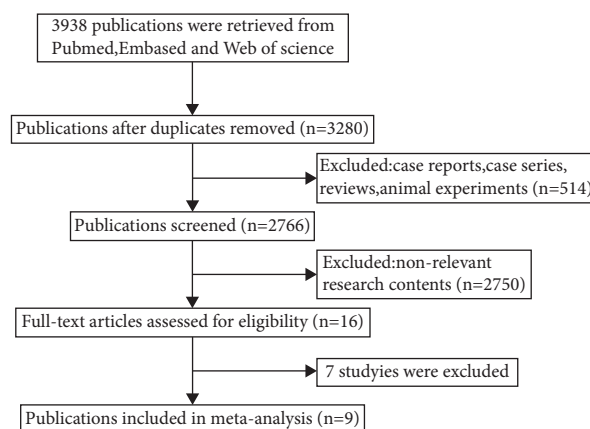 3938 publications were retrieved from
Pubmed,Embased and Web of science
Publications after duplicates removed (n=3280)
Excluded:case reports,case series,
reviews,animal experiments (n=514)
Publications screened (n=2766)
Excluded:non-relevant
research contents (n=2750)
Full-text articles assessed for eligibility (n=16)
7 studyies were excluded
Publications included in meta-analysis (n=9)